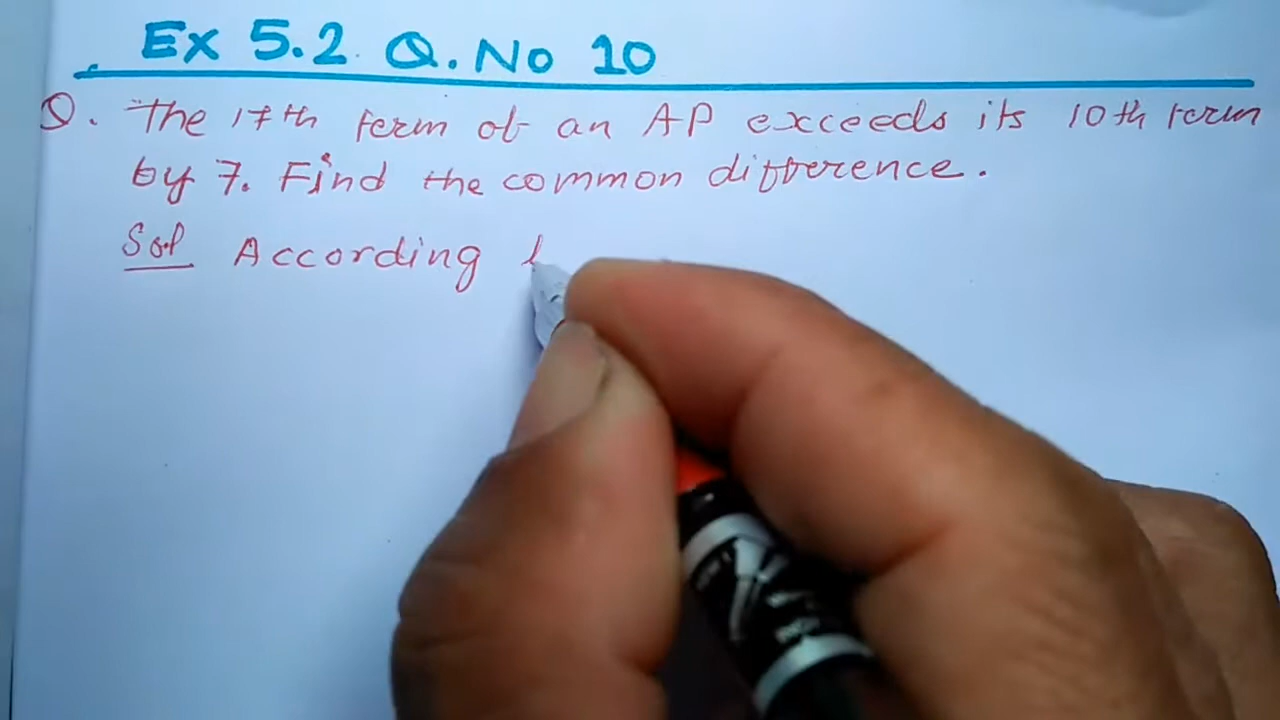 Ex 5.2 Q. No 10
Q. The 17th term of an AP exceeds its 10th term
by 7. Find the common difference.
Sol According